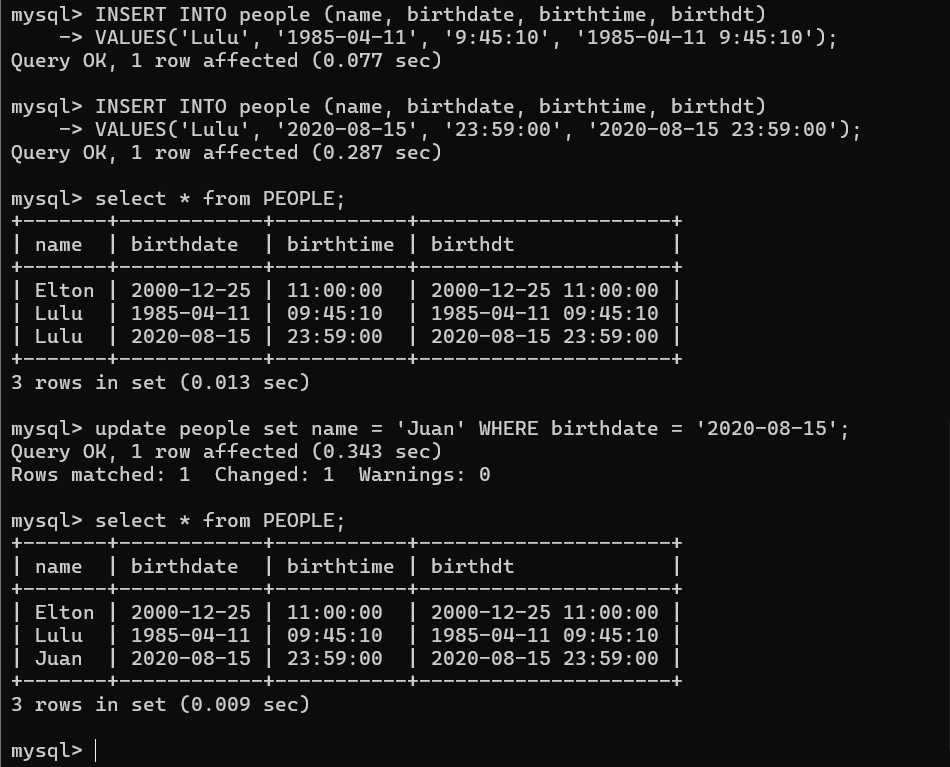 mysql> INSERT INTO people (name, birthdate, birthtime, birthdt)
    -> VALUES('Lulu', '1985-04-11', '9:45:10', '1985-04-11 9:45:10');
Query OK, 1 row affected (0.077 sec)

mysql> INSERT INTO people (name, birthdate, birthtime, birthdt)
    -> VALUES('Lulu', '2020-08-15', '23:59:00', '2020-08-15 23:59:00');
Query OK, 1 row affected (0.287 sec)

mysql> select * from PEOPLE;
+-------+------------+-----------+---------------------+
| name  | birthdate  | birthtime | birthdt             |
+-------+------------+-----------+---------------------+
| Elton | 2000-12-25 | 11:00:00  | 2000-12-25 11:00:00 |
| Lulu  | 1985-04-11 | 09:45:10  | 1985-04-11 09:45:10 |
| Lulu  | 2020-08-15 | 23:59:00  | 2020-08-15 23:59:00 |
+-------+------------+-----------+---------------------+
3 rows in set (0.013 sec)

mysql> update people set name = 'Juan' WHERE birthdate = '2020-08-15';
Query OK, 1 row affected (0.343 sec)
Rows matched: 1  Changed: 1  Warnings: 0

mysql> select * from PEOPLE;
+-------+------------+-----------+---------------------+
| name  | birthdate  | birthtime | birthdt             |
+-------+------------+-----------+---------------------+
| Elton | 2000-12-25 | 11:00:00  | 2000-12-25 11:00:00 |
| Lulu  | 1985-04-11 | 09:45:10  | 1985-04-11 09:45:10 |
| Juan  | 2020-08-15 | 23:59:00  | 2020-08-15 23:59:00 |
+-------+------------+-----------+---------------------+
3 rows in set (0.009 sec)

mysql>